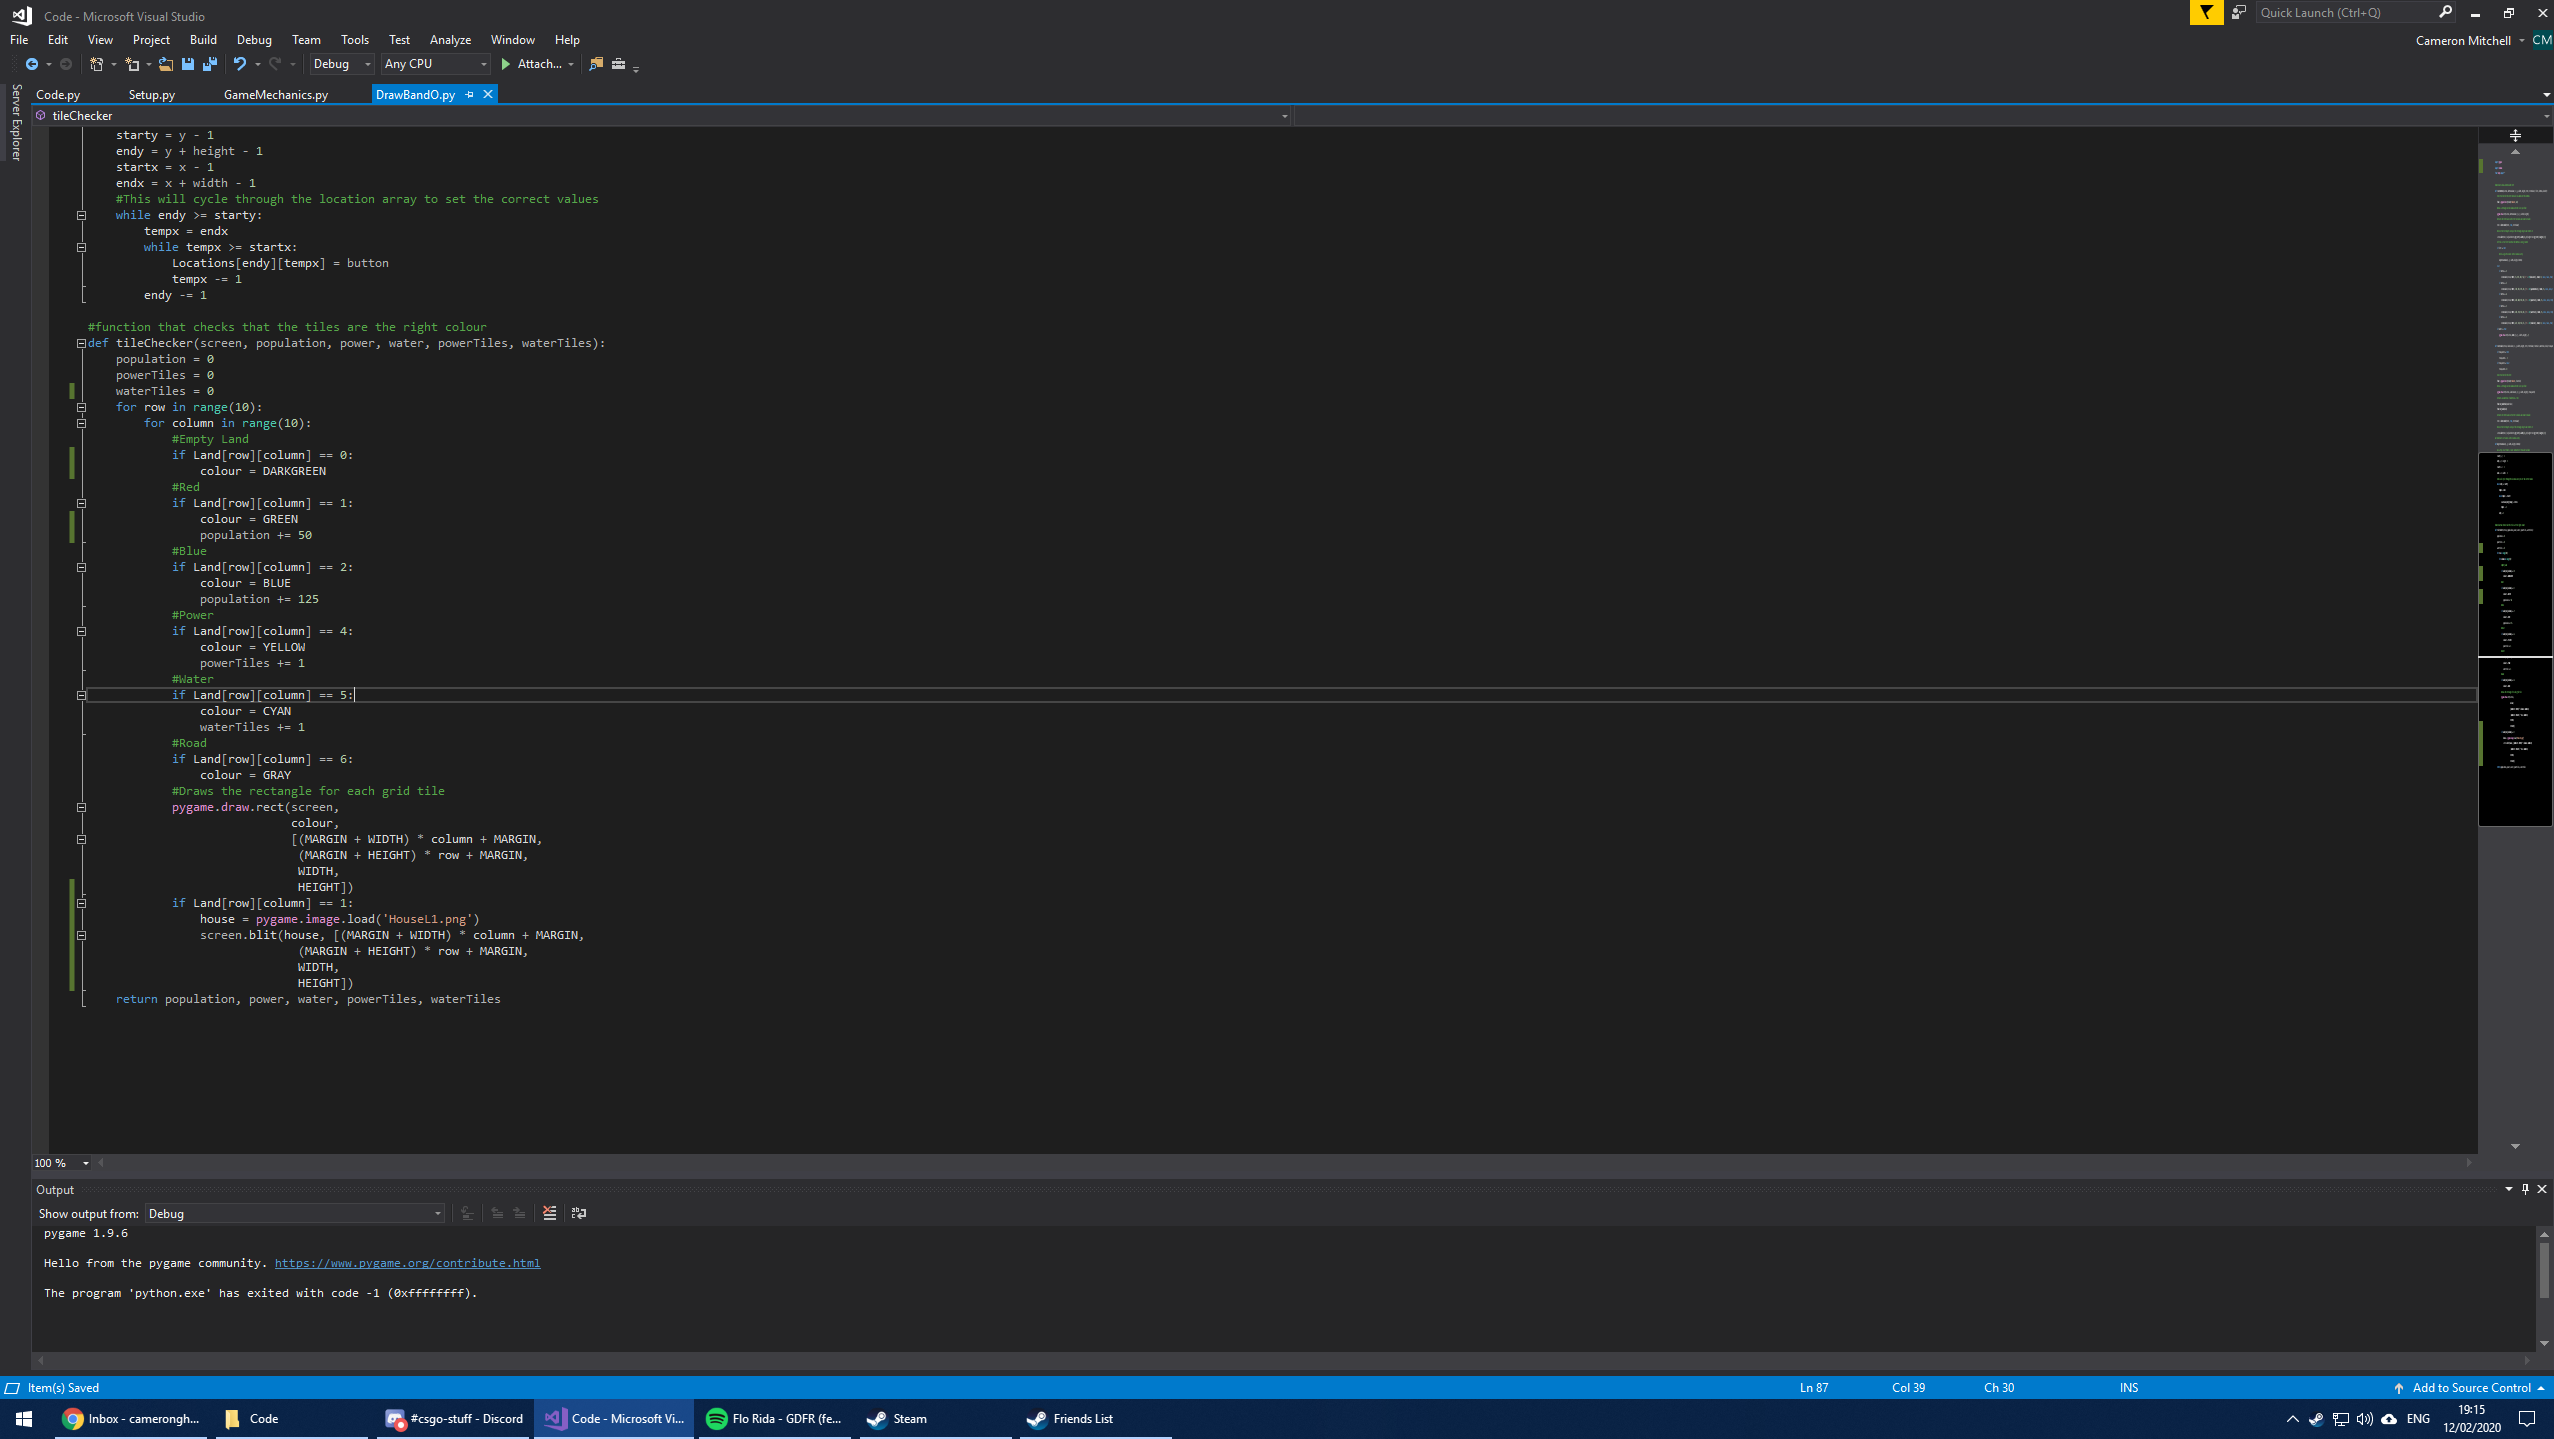 Code - Microsoft Visual Studio
Quick Launch (Ctrl+Q)
File Edit View Project Build Debug Team Tools Test Analyze Window Help
Cameron Mitchell CM
Debug Any CPU Attach...
Code.py Setup.py GameMechanics.py DrawBandO.py
Server Explorer
tileChecker
starty = y - 1
endy = y + height - 1
startx = x - 1
endx = x + width - 1
#This will cycle through the location array to set the correct values
while endy >= starty:
tempx = endx
while tempx >= startx:
Locations[endy][tempx] = button
tempx -= 1
endy -= 1
#function that checks that the tiles are the right colour
def tileChecker(screen, population, power, water, powerTiles, waterTiles):
population = 0
powerTiles = 0
waterTiles = 0
for row in range(10):
for column in range(10):
#Empty Land
if Land[row][column] == 0:
colour = DARKGREEN
#Red
if Land[row][column] == 1:
colour = GREEN
population += 50
#Blue
if Land[row][column] == 2:
colour = BLUE
population += 125
#Power
if Land[row][column] == 4:
colour = YELLOW
powerTiles += 1
#Water
if Land[row][column] == 5:
colour = CYAN
waterTiles += 1
#Road
if Land[row][column] == 6:
colour = GRAY
#Draws the rectangle for each grid tile
pygame.draw.rect(screen,
colour,
[(MARGIN + WIDTH) * column + MARGIN,
(MARGIN + HEIGHT) * row + MARGIN,
WIDTH,
HEIGHT])
if Land[row][column] == 1:
house = pygame.image.load('HouseL1.png')
screen.blit(house, [(MARGIN + WIDTH) * column + MARGIN,
(MARGIN + HEIGHT) * row + MARGIN,
WIDTH,
HEIGHT])
return population, power, water, powerTiles, waterTiles
100 %
Output
Show output from: Debug
pygame 1.9.6
Hello from the pygame community. https://www.pygame.org/contribute.html
The program 'python.exe' has exited with code -1 (0xffffffff).
Item(s) Saved Ln 87 Col 39 Ch 30 INS Add to Source Control
Inbox - camerongh... Code #csgo-stuff - Discord Code - Microsoft Vi... Flo Rida - GDFR (fe... Steam Friends List ENG 19:15
12/02/2020